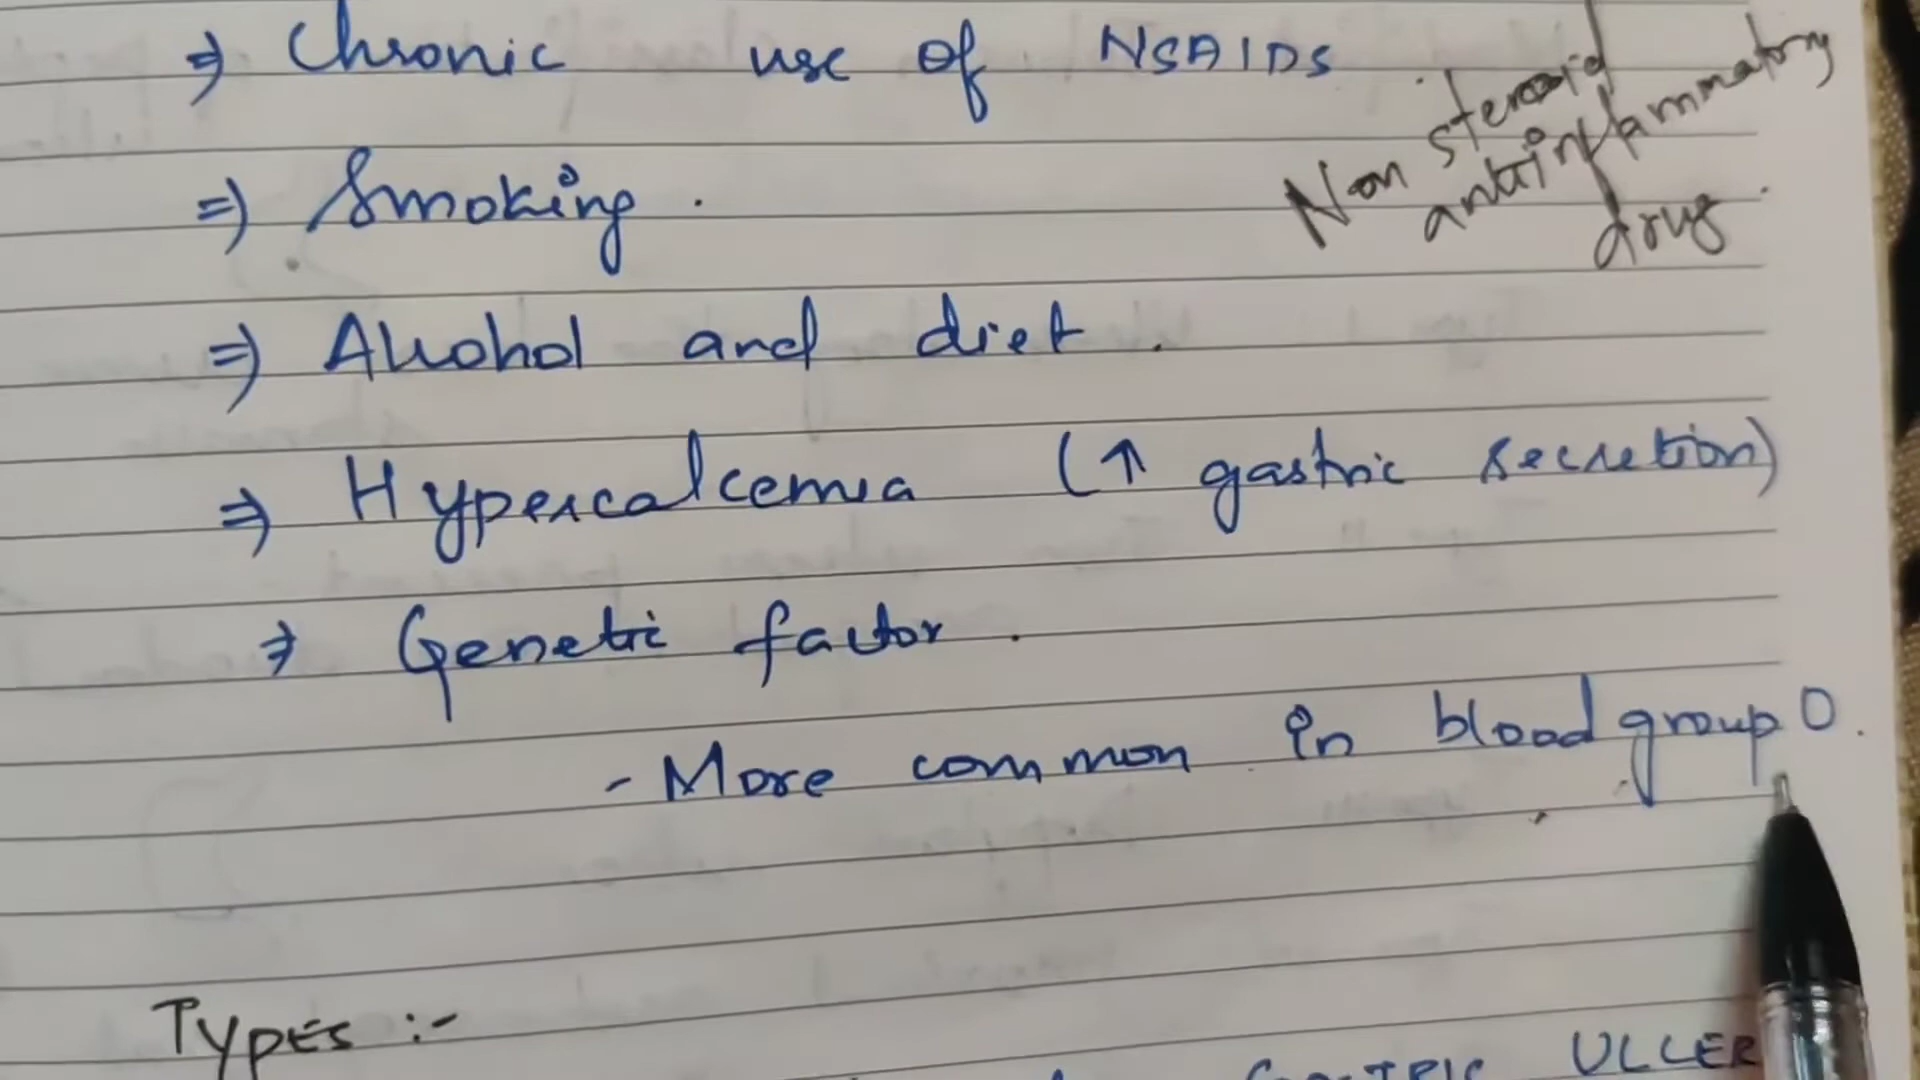 ⇒ Chronic use of NSAIDS
Non steroid
antiinflammatory
drug.
⇒ Smoking.
⇒ Alcohol and diet.
⇒ Hypercalcemia (↑ gastric secretion)
⇒ Genetic factor.
- More common in blood group O.
TYPES :-
GASTRIC ULCER